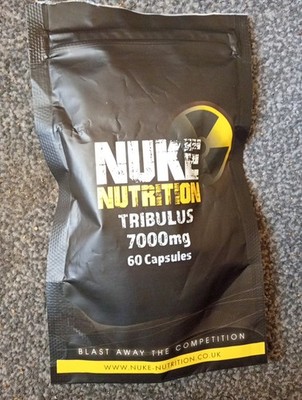 NUKE
NUTRITION
TRIBULUS
7000mg
60 Capsules
BLAST AWAY THE COMPETITION
WWW.NUKE-NUTRITION.CO.UK